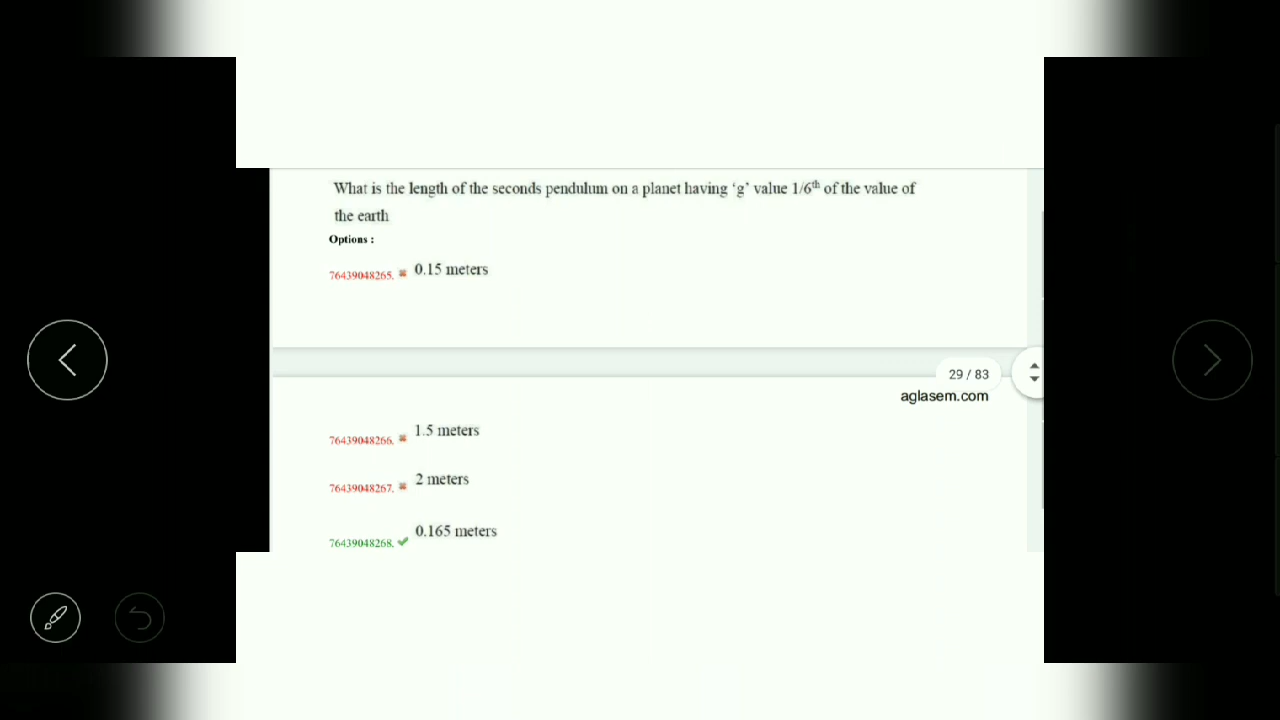 What is the length of the seconds pendulum on a planet having ‘g’ value 1/6th of the value of
the earth
Options :
76439048265. 0.15 meters
29 / 83
aglasem.com
76439048266. 1.5 meters
76439048267. 2 meters
76439048268. 0.165 meters